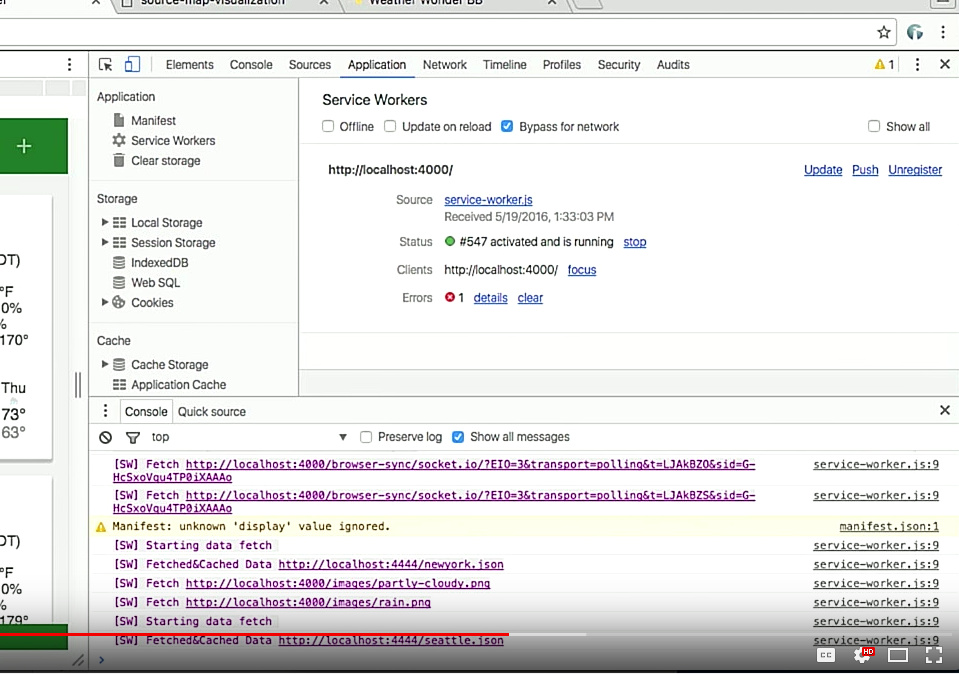 source-map-visualization
Weather Wonder BB
Elements Console Sources Application Network Timeline Profiles Security Audits 1
Application
Manifest
Service Workers
Clear storage
Storage
Local Storage
Session Storage
IndexedDB
Web SQL
Cookies
Cache
Cache Storage
Application Cache
Service Workers
Offline Update on reload Bypass for network Show all
http://localhost:4000/ Update Push Unregister
Source service-worker.js
Received 5/19/2016, 1:33:03 PM
Status #547 activated and is running stop
Clients http://localhost:4000/ focus
Errors 1 details clear
+
DT)
°F
0%
%
170°
Thu
73°
63°
DT)
°F
0%
%
179°
Console Quick source
top Preserve log Show all messages
[SW] Fetch http://localhost:4000/browser-sync/socket.io/?EIO=3&transport=polling&t=LJAkBZO&sid=G- service-worker.js:9
HcSxoVqu4TP0iXAAAo
[SW] Fetch http://localhost:4000/browser-sync/socket.io/?EIO=3&transport=polling&t=LJAkBZS&sid=G- service-worker.js:9
HcSxoVqu4TP0iXAAAo
Manifest: unknown 'display' value ignored. manifest.json:1
[SW] Starting data fetch service-worker.js:9
[SW] Fetched&Cached Data http://localhost:4444/newyork.json service-worker.js:9
[SW] Fetch http://localhost:4000/images/partly-cloudy.png service-worker.js:9
[SW] Fetch http://localhost:4000/images/rain.png service-worker.js:9
[SW] Starting data fetch service-worker.js:9
[SW] Fetched&Cached Data http://localhost:4444/seattle.json service-worker.js:9
CC HD